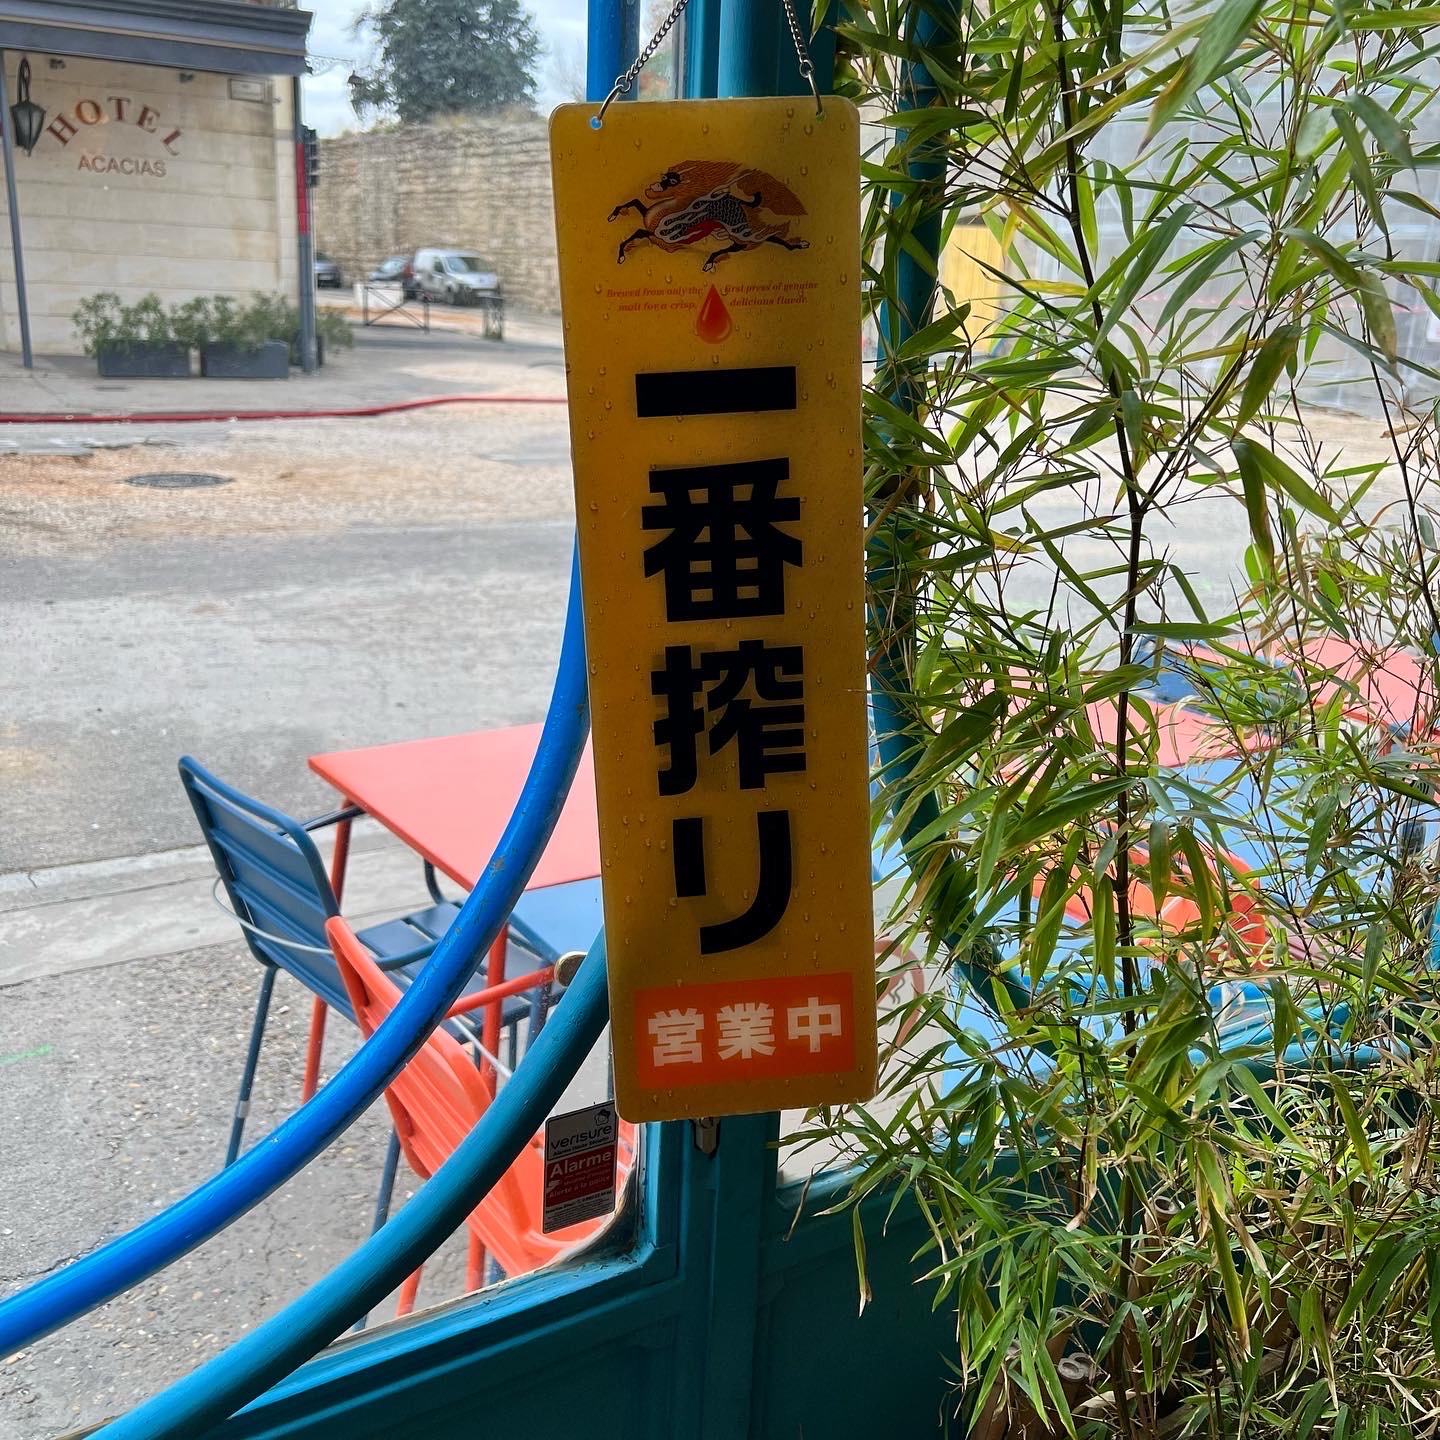 HOTEL
ACACIAS
Brewed from only the first press of genuine
malt for a crisp, delicious flavor.
一番搾り
営業中
verisure
Alarme